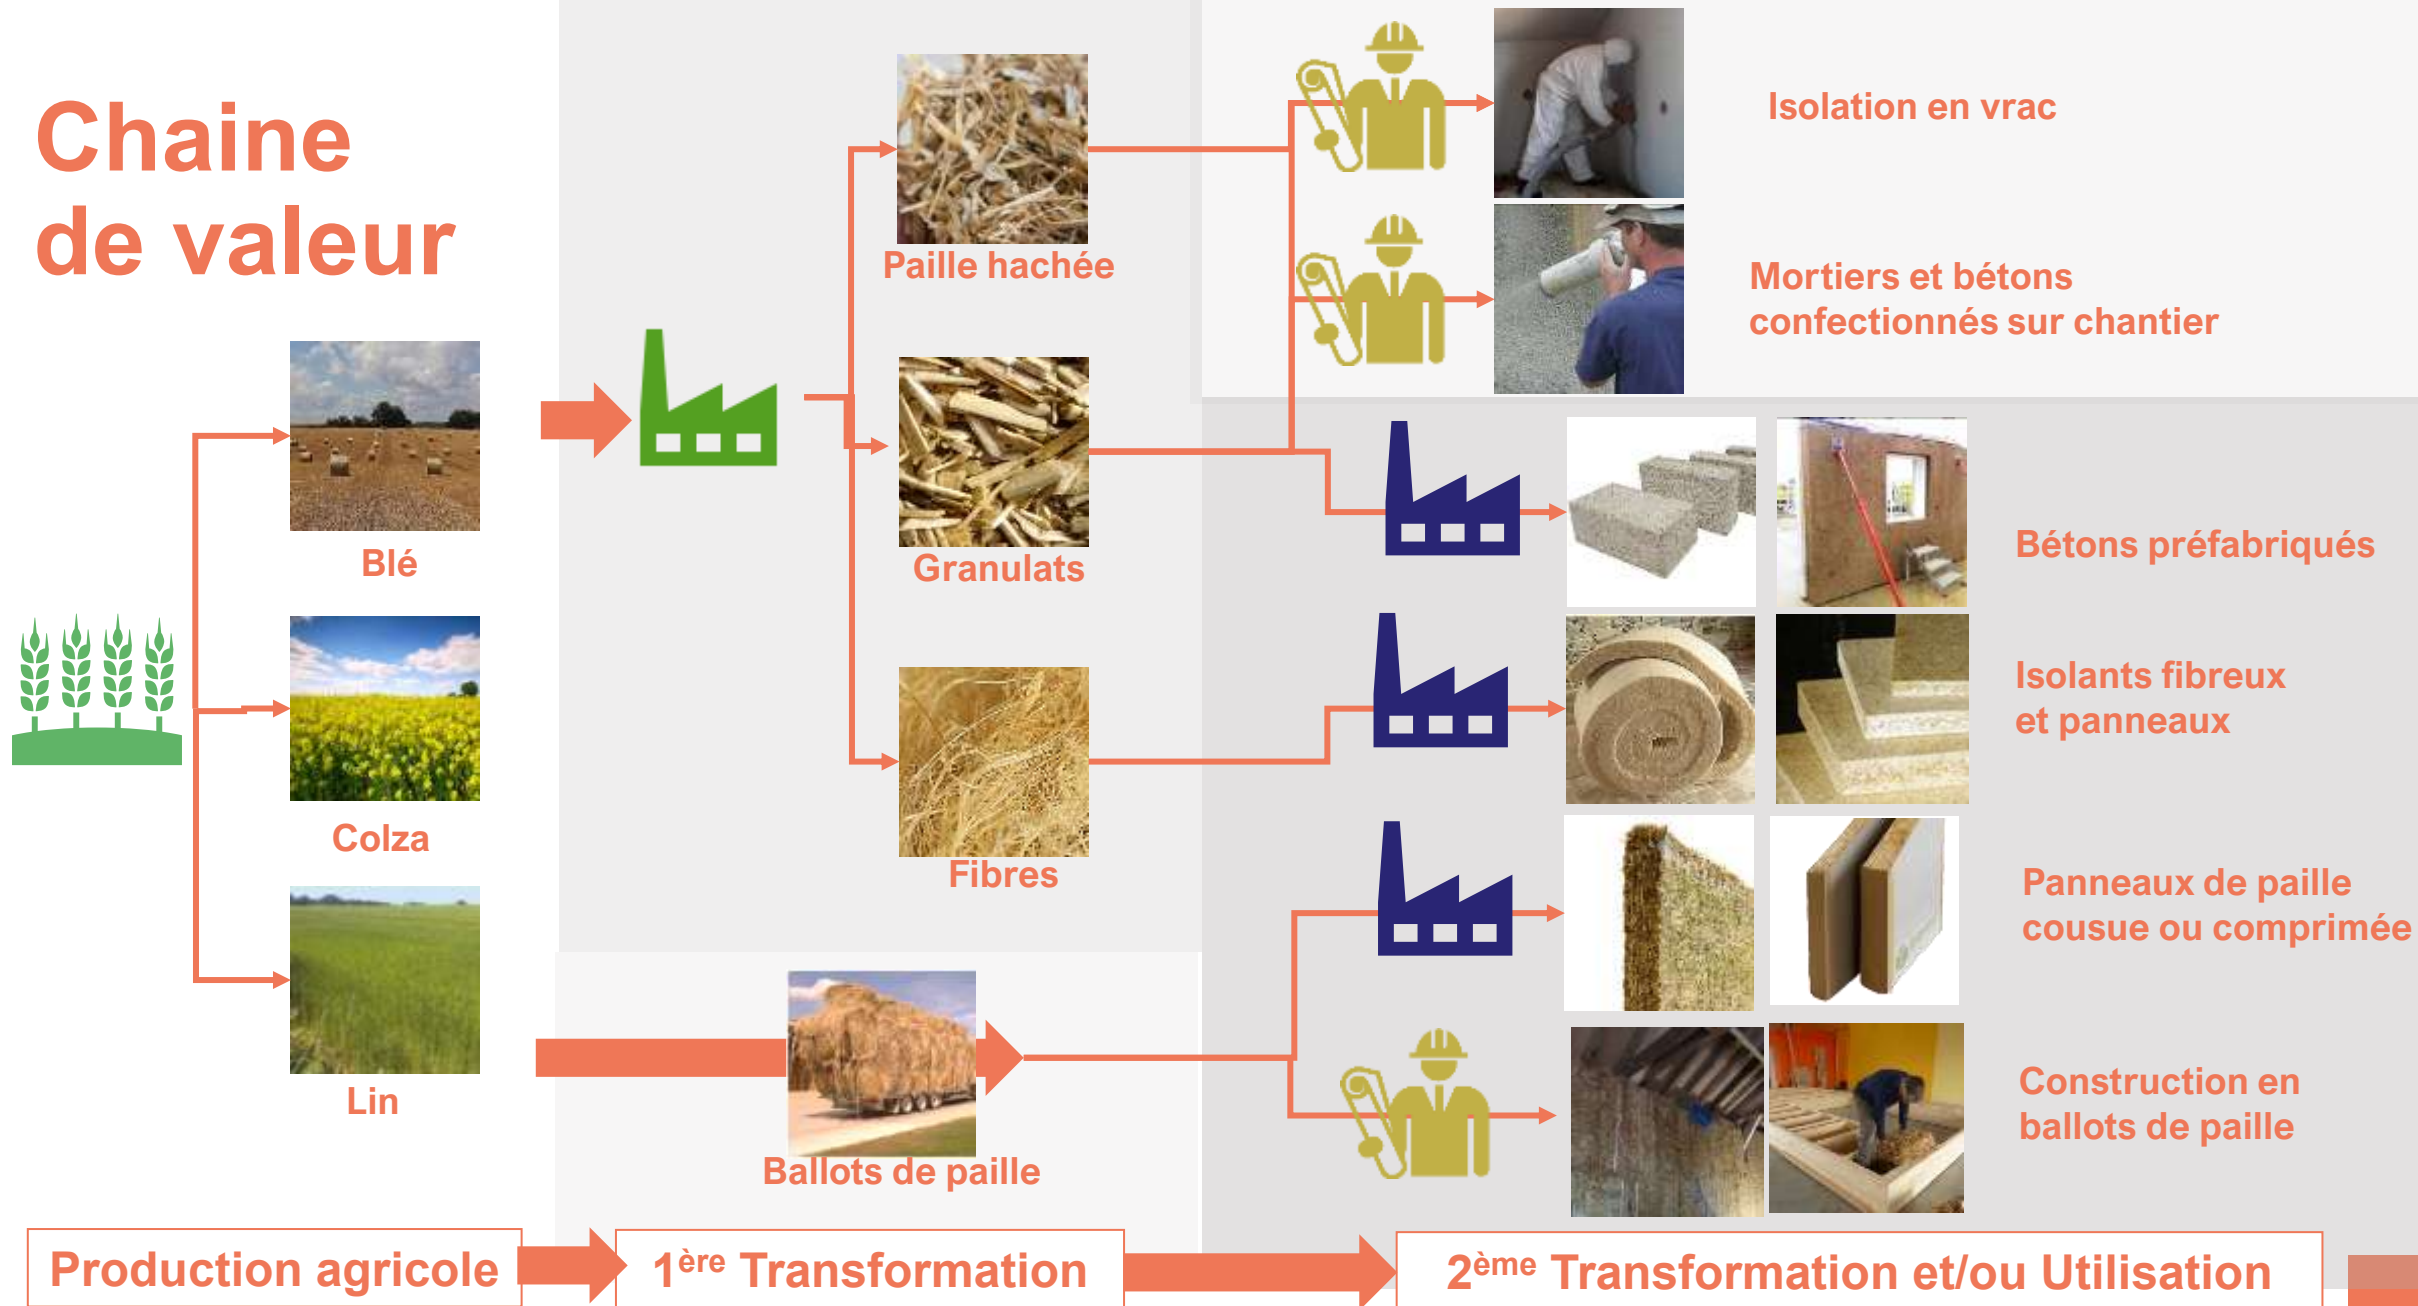 Chaine
de valeur
Blé
Colza
Lin
Paille hachée
Granulats
Fibres
Ballots de paille
Isolation en vrac
Mortiers et bétons
confectionnés sur chantier
Bétons préfabriqués
Isolants fibreux
et panneaux
Panneaux de paille
cousue ou comprimée
Construction en
ballots de paille
Production agricole
1ère Transformation
2ème Transformation et/ou Utilisation